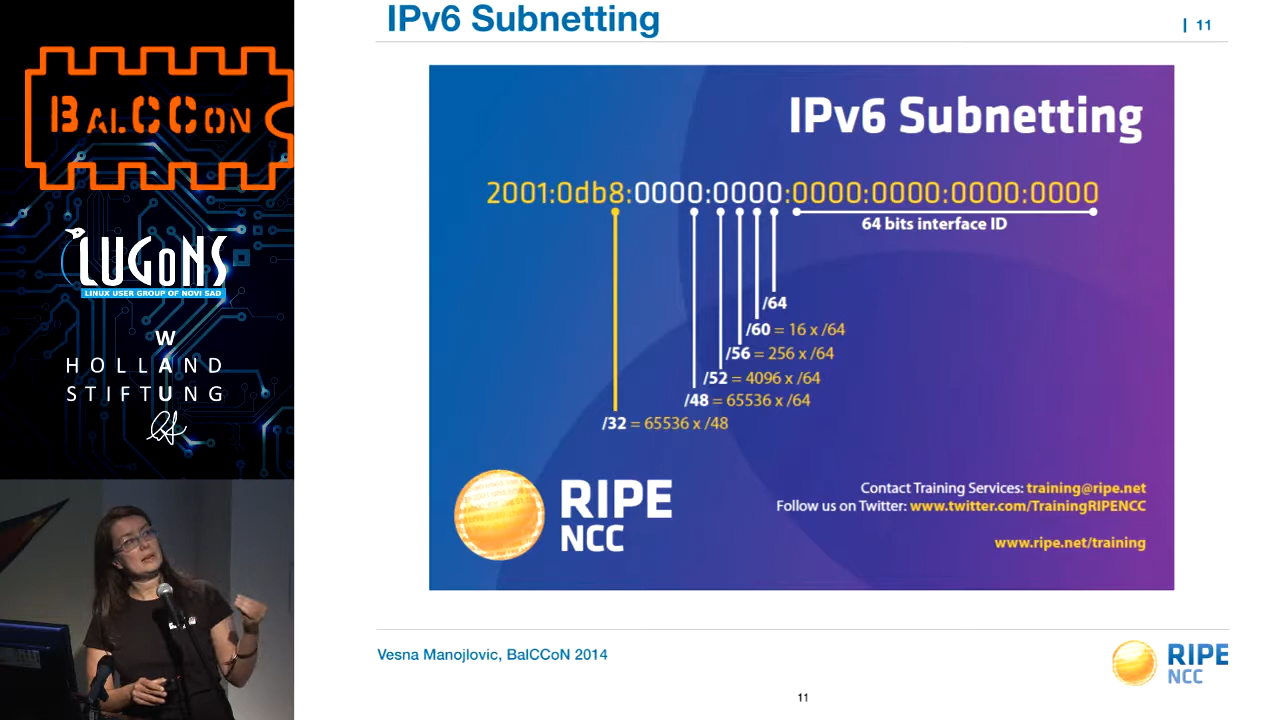 IPv6 Subnetting
| 11
BALCCON
LUGONS
LINUX USER GROUP OF NOVI SAD
W
HOLLAND
STIFTUNG
U
IPv6 Subnetting
2001:0db8:0000:0000:0000:0000:0000:0000
64 bits interface ID
/64
/60 = 16 x /64
/56 = 256 x /64
/52 = 4096 x /64
/48 = 65536 x /64
/32 = 65536 x /48
RIPE
NCC
Contact Training Services: training@ripe.net
Follow us on Twitter: www.twitter.com/TrainingRIPENCC
www.ripe.net/training
Vesna Manojlovic, BalCCoN 2014
RIPE
NCC
11